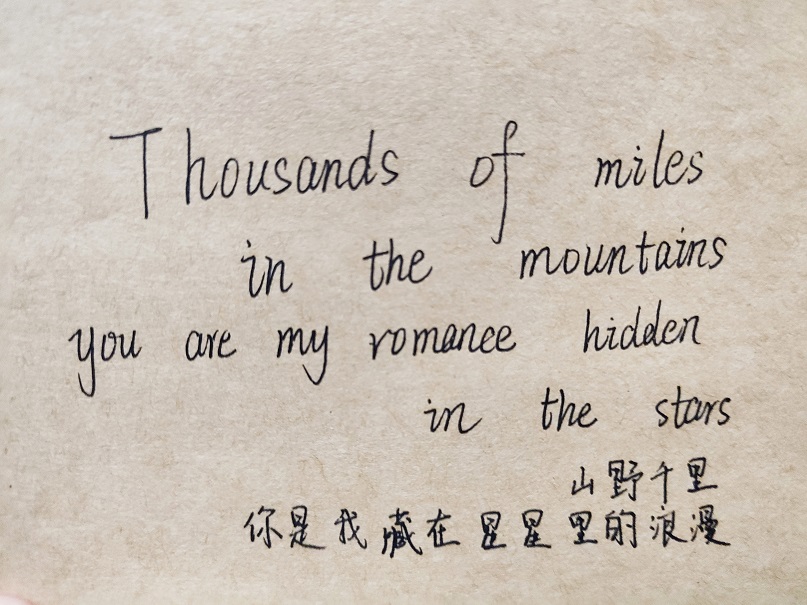 Thousands of miles
in the mountains
you are my romance hidden
in the stars
山野千里
你是我藏在星星里的浪漫